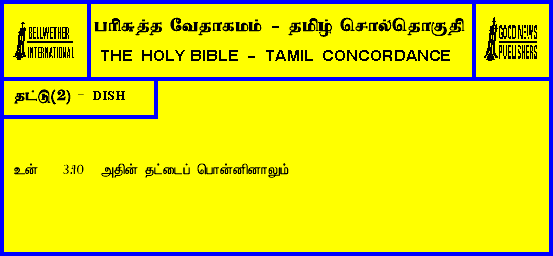 BELLWETHER
INTERNATIONAL
பரிசுத்த வேதாகமம் - தமிழ் சொல்தொகுதி
THE HOLY BIBLE - TAMIL CONCORDANCE
GOOD NEWS
PUBLISHERS
தட்டு(2) - DISH
உன் 3:10 அதின் தட்டைப் பொன்னினாலும்